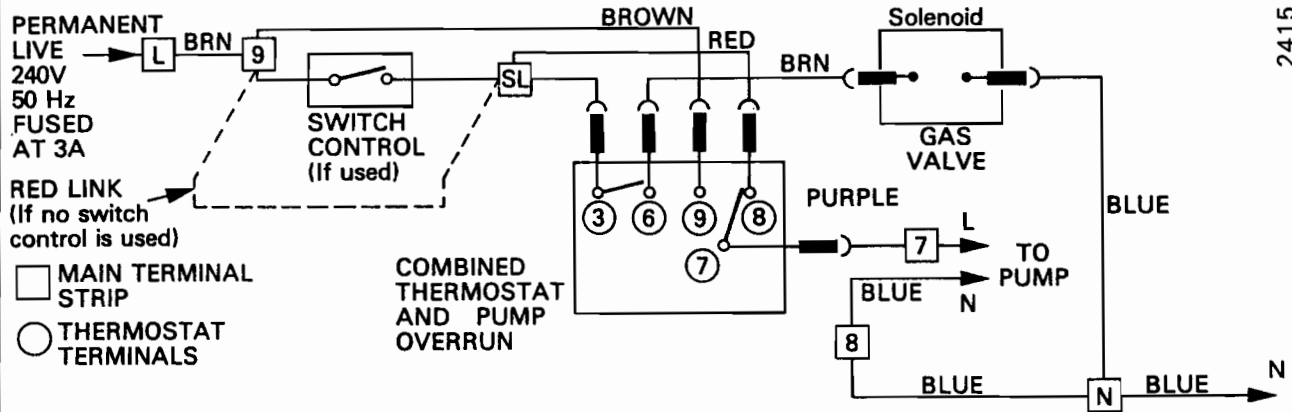 PERMANENT
LIVE
240V
50 Hz
FUSED
AT 3A
L
BRN
9
BROWN
RED
SL
SWITCH
CONTROL
(If used)
RED LINK
(If no switch
control is used)
MAIN TERMINAL
STRIP
THERMOSTAT
TERMINALS
BRN
Solenoid
GAS
VALVE
2415
3
6
9
8
7
COMBINED
THERMOSTAT
AND PUMP
OVERRUN
PURPLE
7
L
TO
PUMP
BLUE
N
8
BLUE
BLUE
N
BLUE
N